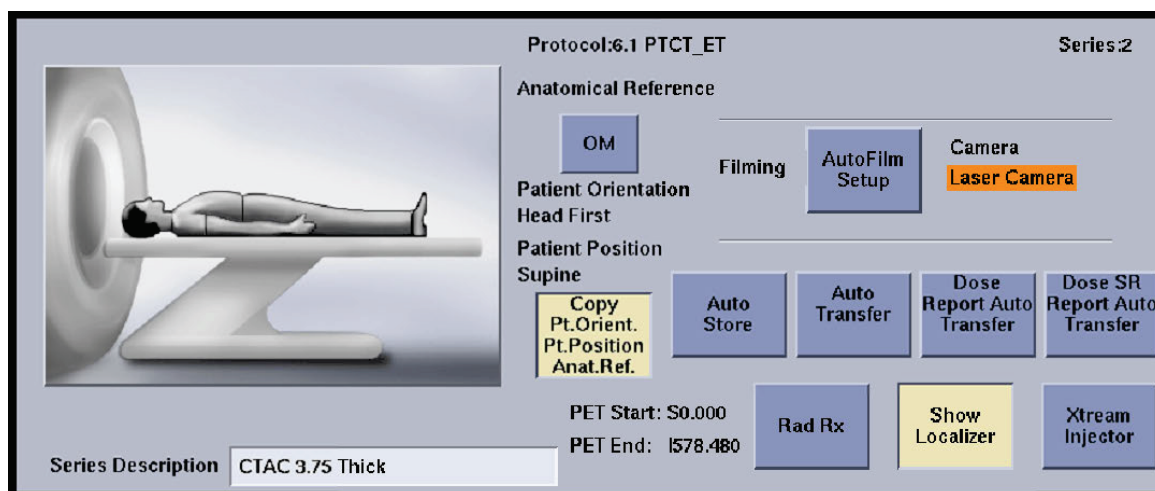 Protocol:6.1 PTCT_ET
Series:2
Anatomical Reference
OM
Filming
AutoFilm
Setup
Camera
Laser Camera
Patient Orientation
Head First
Patient Position
Supine
Copy
Pt.Orient.
Pt.Position
Anat.Ref.
Auto
Store
Auto
Transfer
Dose
Report Auto
Transfer
Dose SR
Report Auto
Transfer
PET Start: S0.000
PET End: I578.480
Rad Rx
Show
Localizer
Xtream
Injector
Series Description
CTAC 3.75 Thick